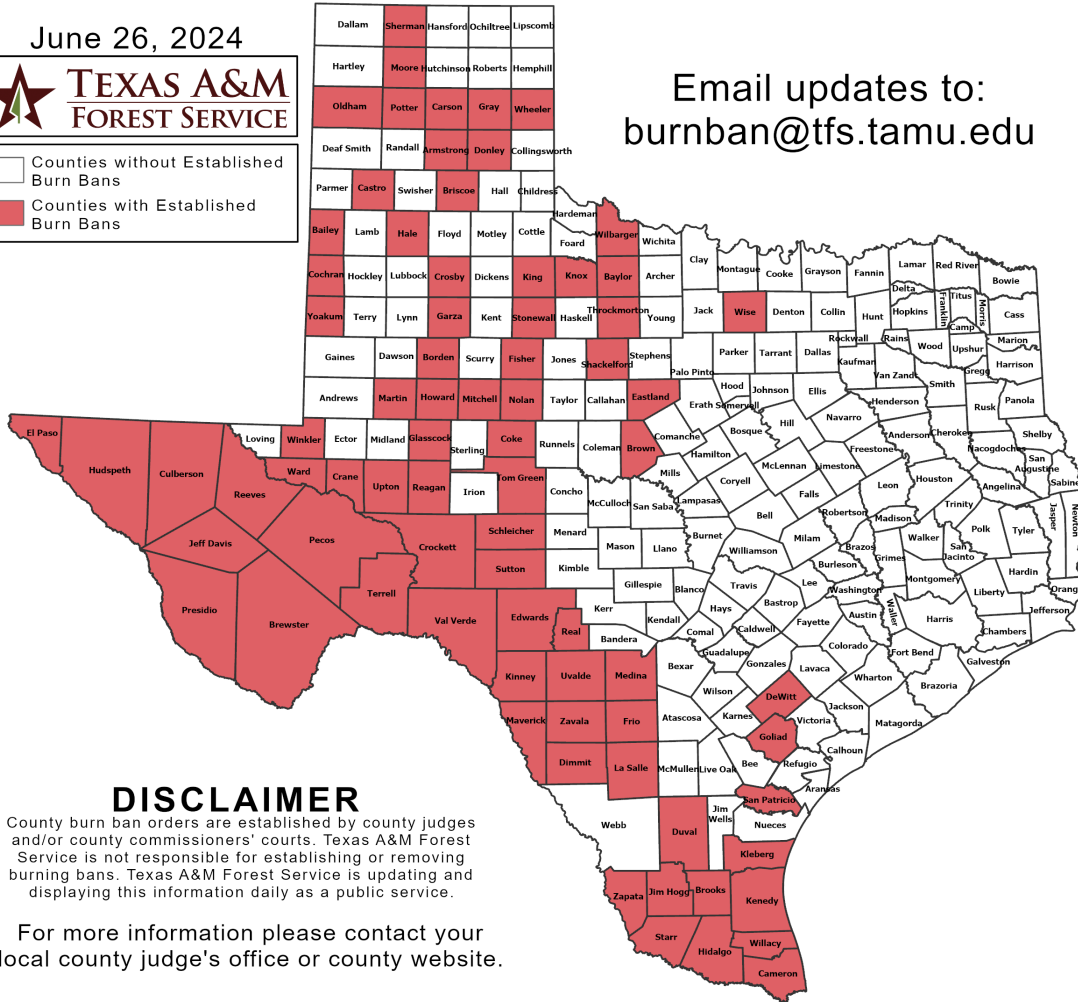 June 26, 2024
TEXAS A&M
FOREST SERVICE
Email updates to:
burnban@tfs.tamu.edu
Counties without Established
Burn Bans
Counties with Established
Burn Bans
Dallam Sherman Hansford Ochiltree Lipscomb
Hartley Moore Hutchinson Roberts Hemphill
Oldham Potter Carson Gray Wheeler
Deaf Smith Randall Armstrong Donley Collingsworth
Parmer Castro Swisher Briscoe Hall Childress
Hardeman
Bailey Lamb Hale Floyd Motley Cottle Foard Wilbarger Wichita
Clay Montague Cooke Grayson Fannin Lamar Red River Bowie
Cochran Hockley Lubbock Crosby Dickens King Knox Baylor Archer
Delta Franklin Titus Morris Cass
Yoakum Terry Lynn Garza Kent Stonewall Haskell Throckmorton Young Jack Wise Denton Collin Hunt Hopkins
Camp
Rockwall Rains Wood Upshur Marion
Gaines Dawson Borden Scurry Fisher Jones Shackelford Stephens Palo Pinto Parker Tarrant Dallas Kaufman Van Zandt Smith Gregg Harrison
Andrews Martin Howard Mitchell Nolan Taylor Callahan Eastland Erath Hood Somervell Johnson Ellis Henderson Rusk Panola
El Paso Hudspeth Culberson Reeves Loving Winkler Ector Midland Glasscock Sterling Coke Runnels Coleman Brown Comanche Bosque Hill Navarro Anderson Cherokee Nacogdoches Shelby
Hamilton Freestone San
Augustine Sabine
Ward Crane Upton Reagan Irion Tom Green Concho McCulloch San Saba Mills Lampasas Coryell McLennan Limestone Leon Houston Angelina
Jeff Davis Pecos Crockett Schleicher Menard Burnet Bell Falls Robertson Madison Trinity Polk Tyler Jasper Newton
Walker San
Jacinto
Sutton Kimble Mason Llano Williamson Milam Brazos Grimes
Burleson Montgomery Liberty Hardin
Presidio Brewster Terrell Val Verde Edwards Real Kerr Gillespie Blanco Travis Lee Washington Waller Harris Jefferson
Kendall Hays Bastrop Fayette Austin Chambers
Bandera Comal Caldwell Colorado Fort Bend Galveston
Kinney Uvalde Medina Bexar Guadalupe Gonzales Lavaca Wharton Brazoria
Maverick Zavala Frio Atascosa Wilson Karnes DeWitt Victoria Jackson Matagorda
Goliad Calhoun
Dimmit La Salle McMullen Live Oak Bee Refugio Aransas
San Patricio
Webb Duval Jim
Wells Nueces
Kleberg
Zapata Jim Hogg Brooks Kenedy
Starr Hidalgo Willacy
Cameron
DISCLAIMER
County burn ban orders are established by county judges
and/or county commissioners' courts. Texas A&M Forest
Service is not responsible for establishing or removing
burning bans. Texas A&M Forest Service is updating and
displaying this information daily as a public service.
For more information please contact your
local county judge's office or county website.